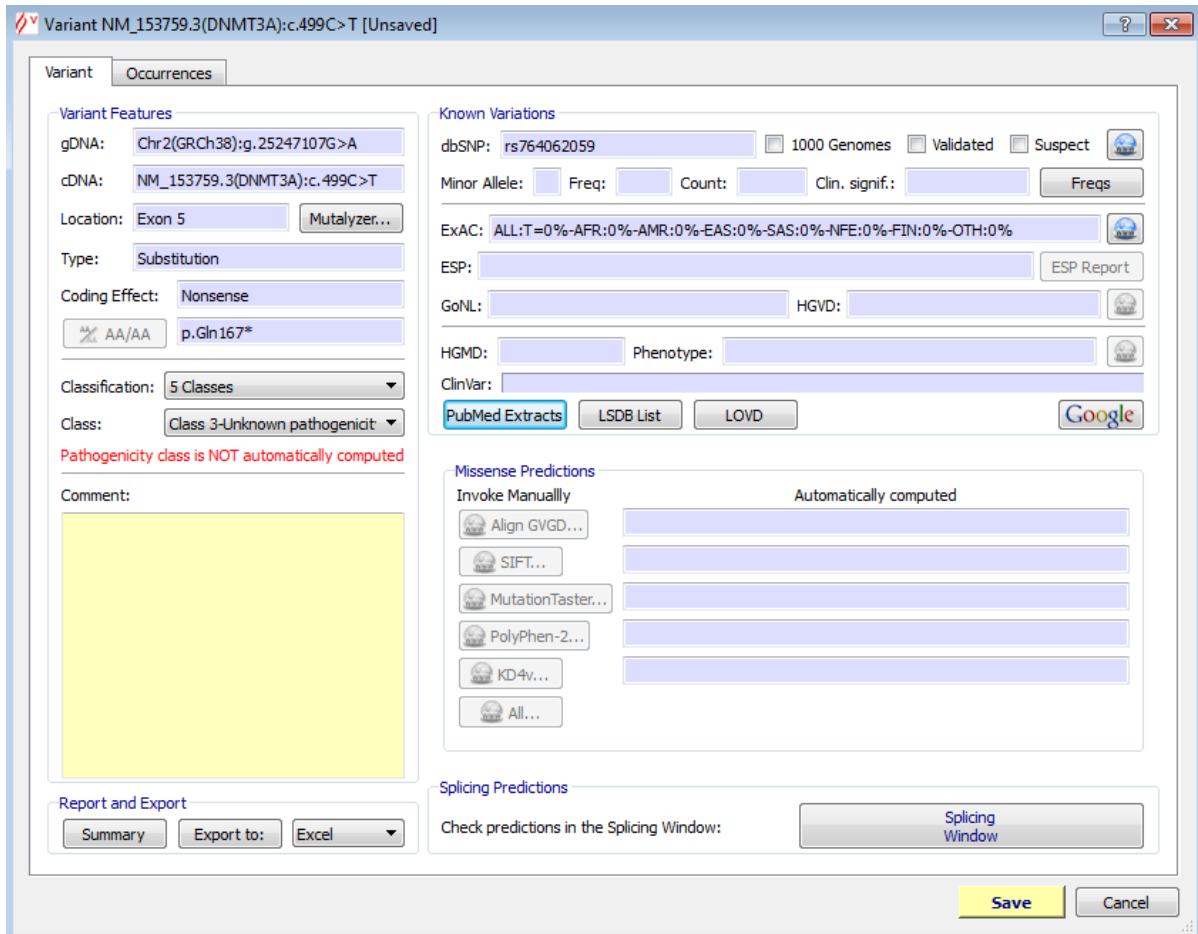 Variant NM_153759.3(DNMT3A):c.499C>T [Unsaved]
Variant Occurrences
Variant Features
gDNA: Chr2(GRCh38):g.25247107G>A
cDNA: NM_153759.3(DNMT3A):c.499C>T
Location: Exon 5 Mutalyzer...
Type: Substitution
Coding Effect: Nonsense
AA/AA p.Gln167*
Classification: 5 Classes
Class: Class 3-Unknown pathogenicit
Pathogenicity class is NOT automatically computed
Comment:
Report and Export
Summary Export to: Excel
Known Variations
dbSNP: rs764062059 1000 Genomes Validated Suspect
Minor Allele: Freq: Count: Clin. signif.: Freqs
ExAC: ALL:T=0%-AFR:0%-AMR:0%-EAS:0%-SAS:0%-NFE:0%-FIN:0%-OTH:0%
ESP: ESP Report
GoNL: HGVD:
HGMD: Phenotype:
ClinVar:
PubMed Extracts LSDB List LOVD Google
Missense Predictions
Invoke Manuallly Automatically computed
Align GVGD...
SIFT...
MutationTaster...
PolyPhen-2...
KD4v...
All...
Splicing Predictions
Check predictions in the Splicing Window: Splicing
Window
Save Cancel